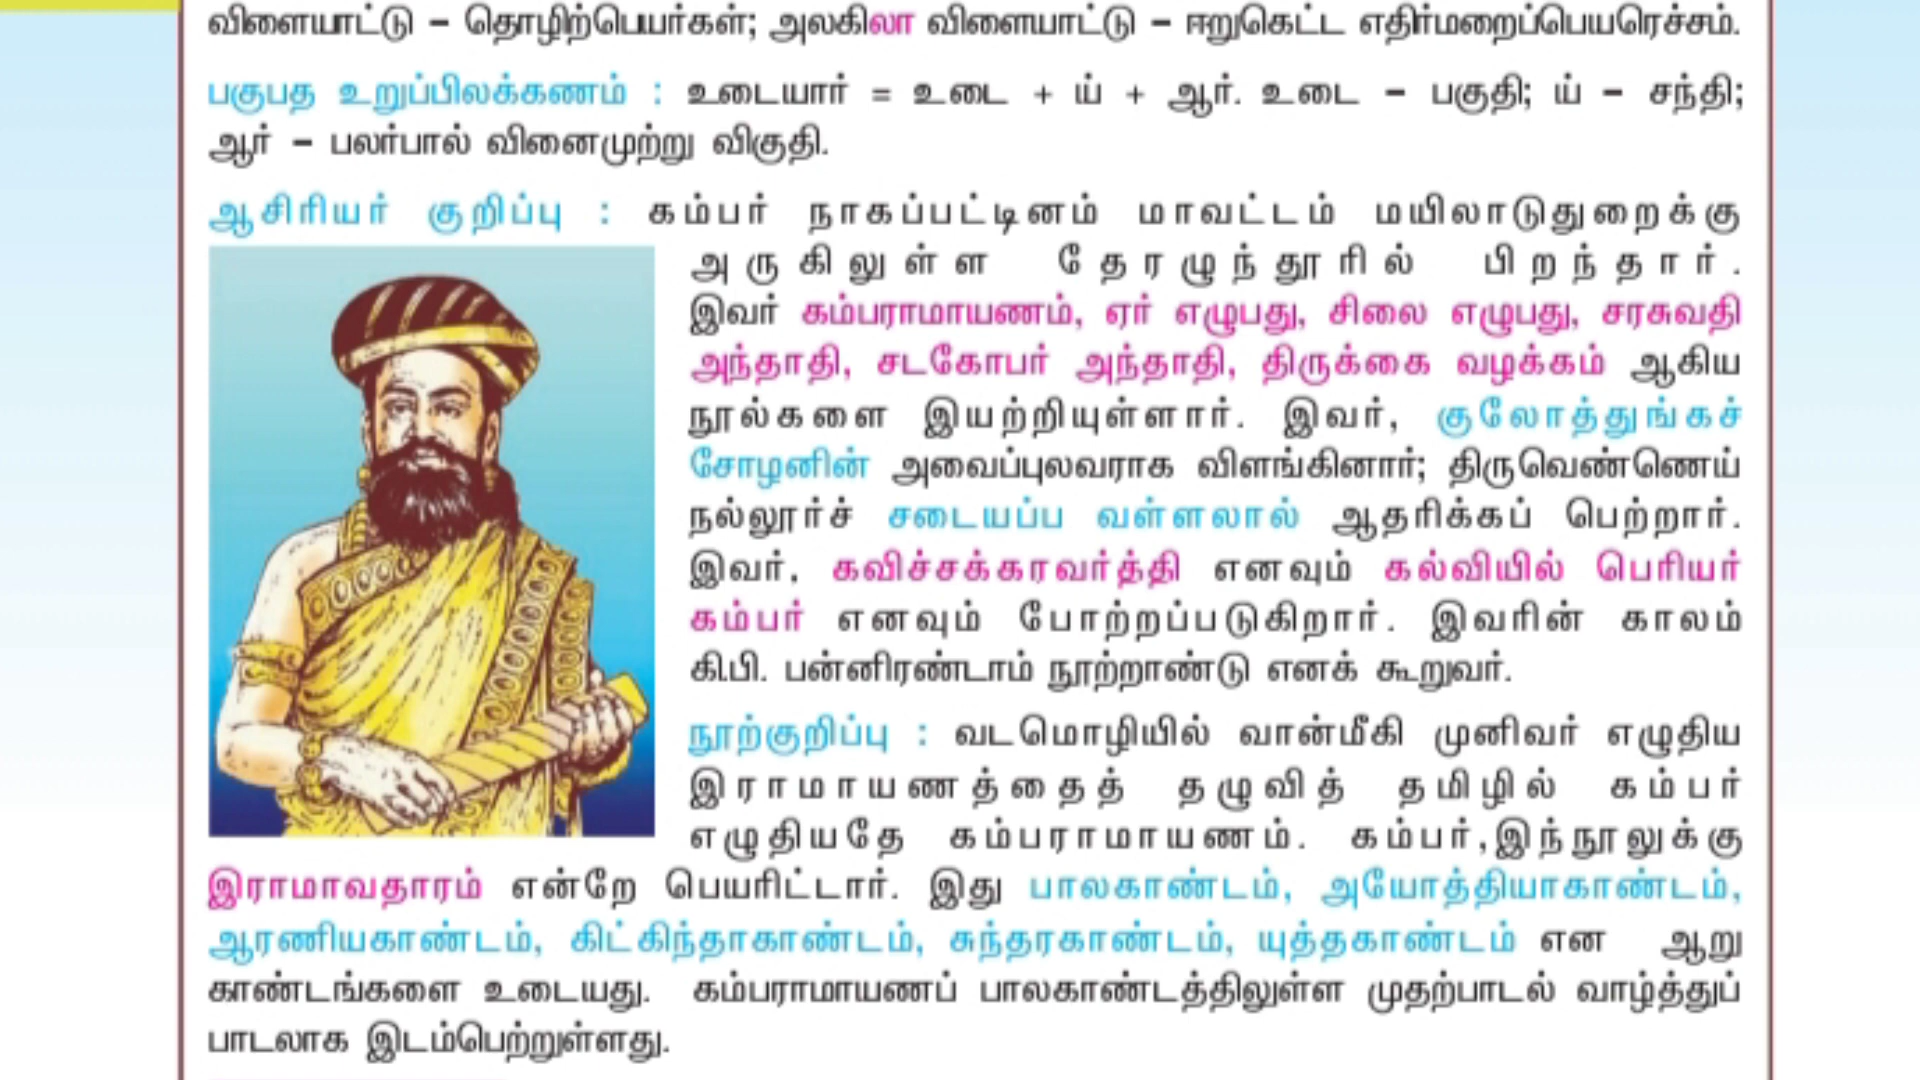 விளையாட்டு – தொழிற்பெயர்கள்; அலகிலா விளையாட்டு – ஈறுகெட்ட எதிர்மறைப்பெயரெச்சம்.
பகுபத உறுப்பிலக்கணம் : உடையார் = உடை + ய் + ஆர். உடை – பகுதி; ய் – சந்தி;
ஆர் – பலர்பால் வினைமுற்று விகுதி.
ஆசிரியர் குறிப்பு : கம்பர் நாகப்பட்டினம் மாவட்டம் மயிலாடுதுறைக்கு
அருகிலுள்ள தேரழுந்தூரில் பிறந்தார்.
இவர் கம்பராமாயணம், ஏர் எழுபது, சிலை எழுபது, சரசுவதி
அந்தாதி, சடகோபர் அந்தாதி, திருக்கை வழக்கம் ஆகிய
நூல்களை இயற்றியுள்ளார். இவர், குலோத்துங்கச்
சோழனின் அவைப்புலவராக விளங்கினார்; திருவெண்ணெய்
நல்லூர்ச் சடையப்ப வள்ளலால் ஆதரிக்கப் பெற்றார்.
இவர், கவிச்சக்கரவர்த்தி எனவும் கல்வியில் பெரியர்
கம்பர் எனவும் போற்றப்படுகிறார். இவரின் காலம்
கி.பி. பன்னிரண்டாம் நூற்றாண்டு எனக் கூறுவர்.
நூற்குறிப்பு : வடமொழியில் வான்மீகி முனிவர் எழுதிய
இராமாயணத்தைத் தழுவித் தமிழில் கம்பர்
எழுதியதே கம்பராமாயணம். கம்பர்,இந்நூலுக்கு
இராமாவதாரம் என்றே பெயரிட்டார். இது பாலகாண்டம், அயோத்தியாகாண்டம்,
ஆரணியகாண்டம், கிட்கிந்தாகாண்டம், சுந்தரகாண்டம், யுத்தகாண்டம் என ஆறு
காண்டங்களை உடையது. கம்பராமாயணப் பாலகாண்டத்திலுள்ள முதற்பாடல் வாழ்த்துப்
பாடலாக இடம்பெற்றுள்ளது.